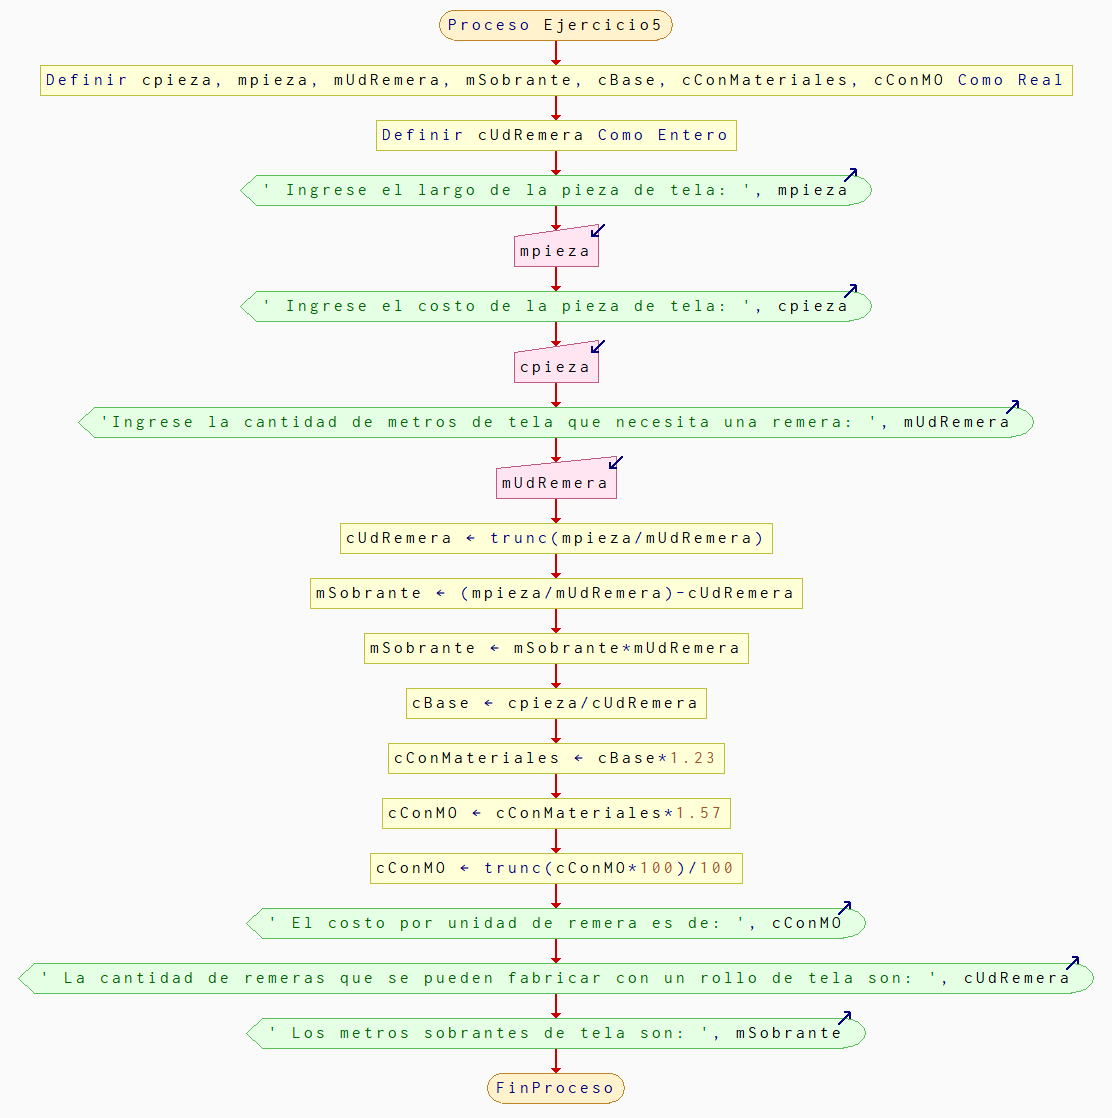 Proceso Ejercicio5
Definir cpieza, mpieza, mUdRemera, mSobrante, cBase, cConMateriales, cConMO Como Real
Definir cUdRemera Como Entero
' Ingrese el largo de la pieza de tela: ', mpieza
mpieza
' Ingrese el costo de la pieza de tela: ', cpieza
cpieza
'Ingrese la cantidad de metros de tela que necesita una remera: ', mUdRemera
mUdRemera
cUdRemera ← trunc(mpieza/mUdRemera)
mSobrante ← (mpieza/mUdRemera)-cUdRemera
mSobrante ← mSobrante*mUdRemera
cBase ← cpieza/cUdRemera
cConMateriales ← cBase*1.23
cConMO ← cConMateriales*1.57
cConMO ← trunc(cConMO*100)/100
' El costo por unidad de remera es de: ', cConMO
' La cantidad de remeras que se pueden fabricar con un rollo de tela son: ', cUdRemera
' Los metros sobrantes de tela son: ', mSobrante
FinProceso